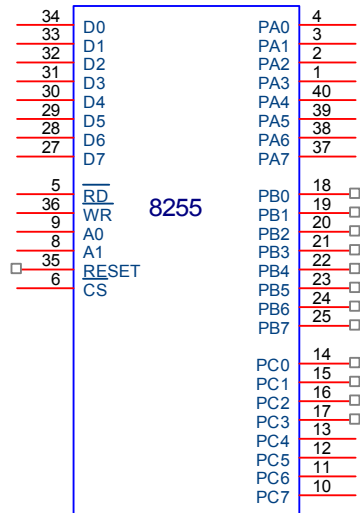 34 D0 PA0 4
33 D1 PA1 3
32 D2 PA2 2
31 D3 PA3 1
30 D4 PA4 40
29 D5 PA5 39
28 D6 PA6 38
27 D7 PA7 37
5 RD PB0 18
36 WR 8255 PB1 19
9 A0 PB2 20
8 A1 PB3 21
35 RESET PB4 22
6 CS PB5 23
PB6 24
PB7 25
PC0 14
PC1 15
PC2 16
PC3 17
PC4 13
PC5 12
PC6 11
PC7 10